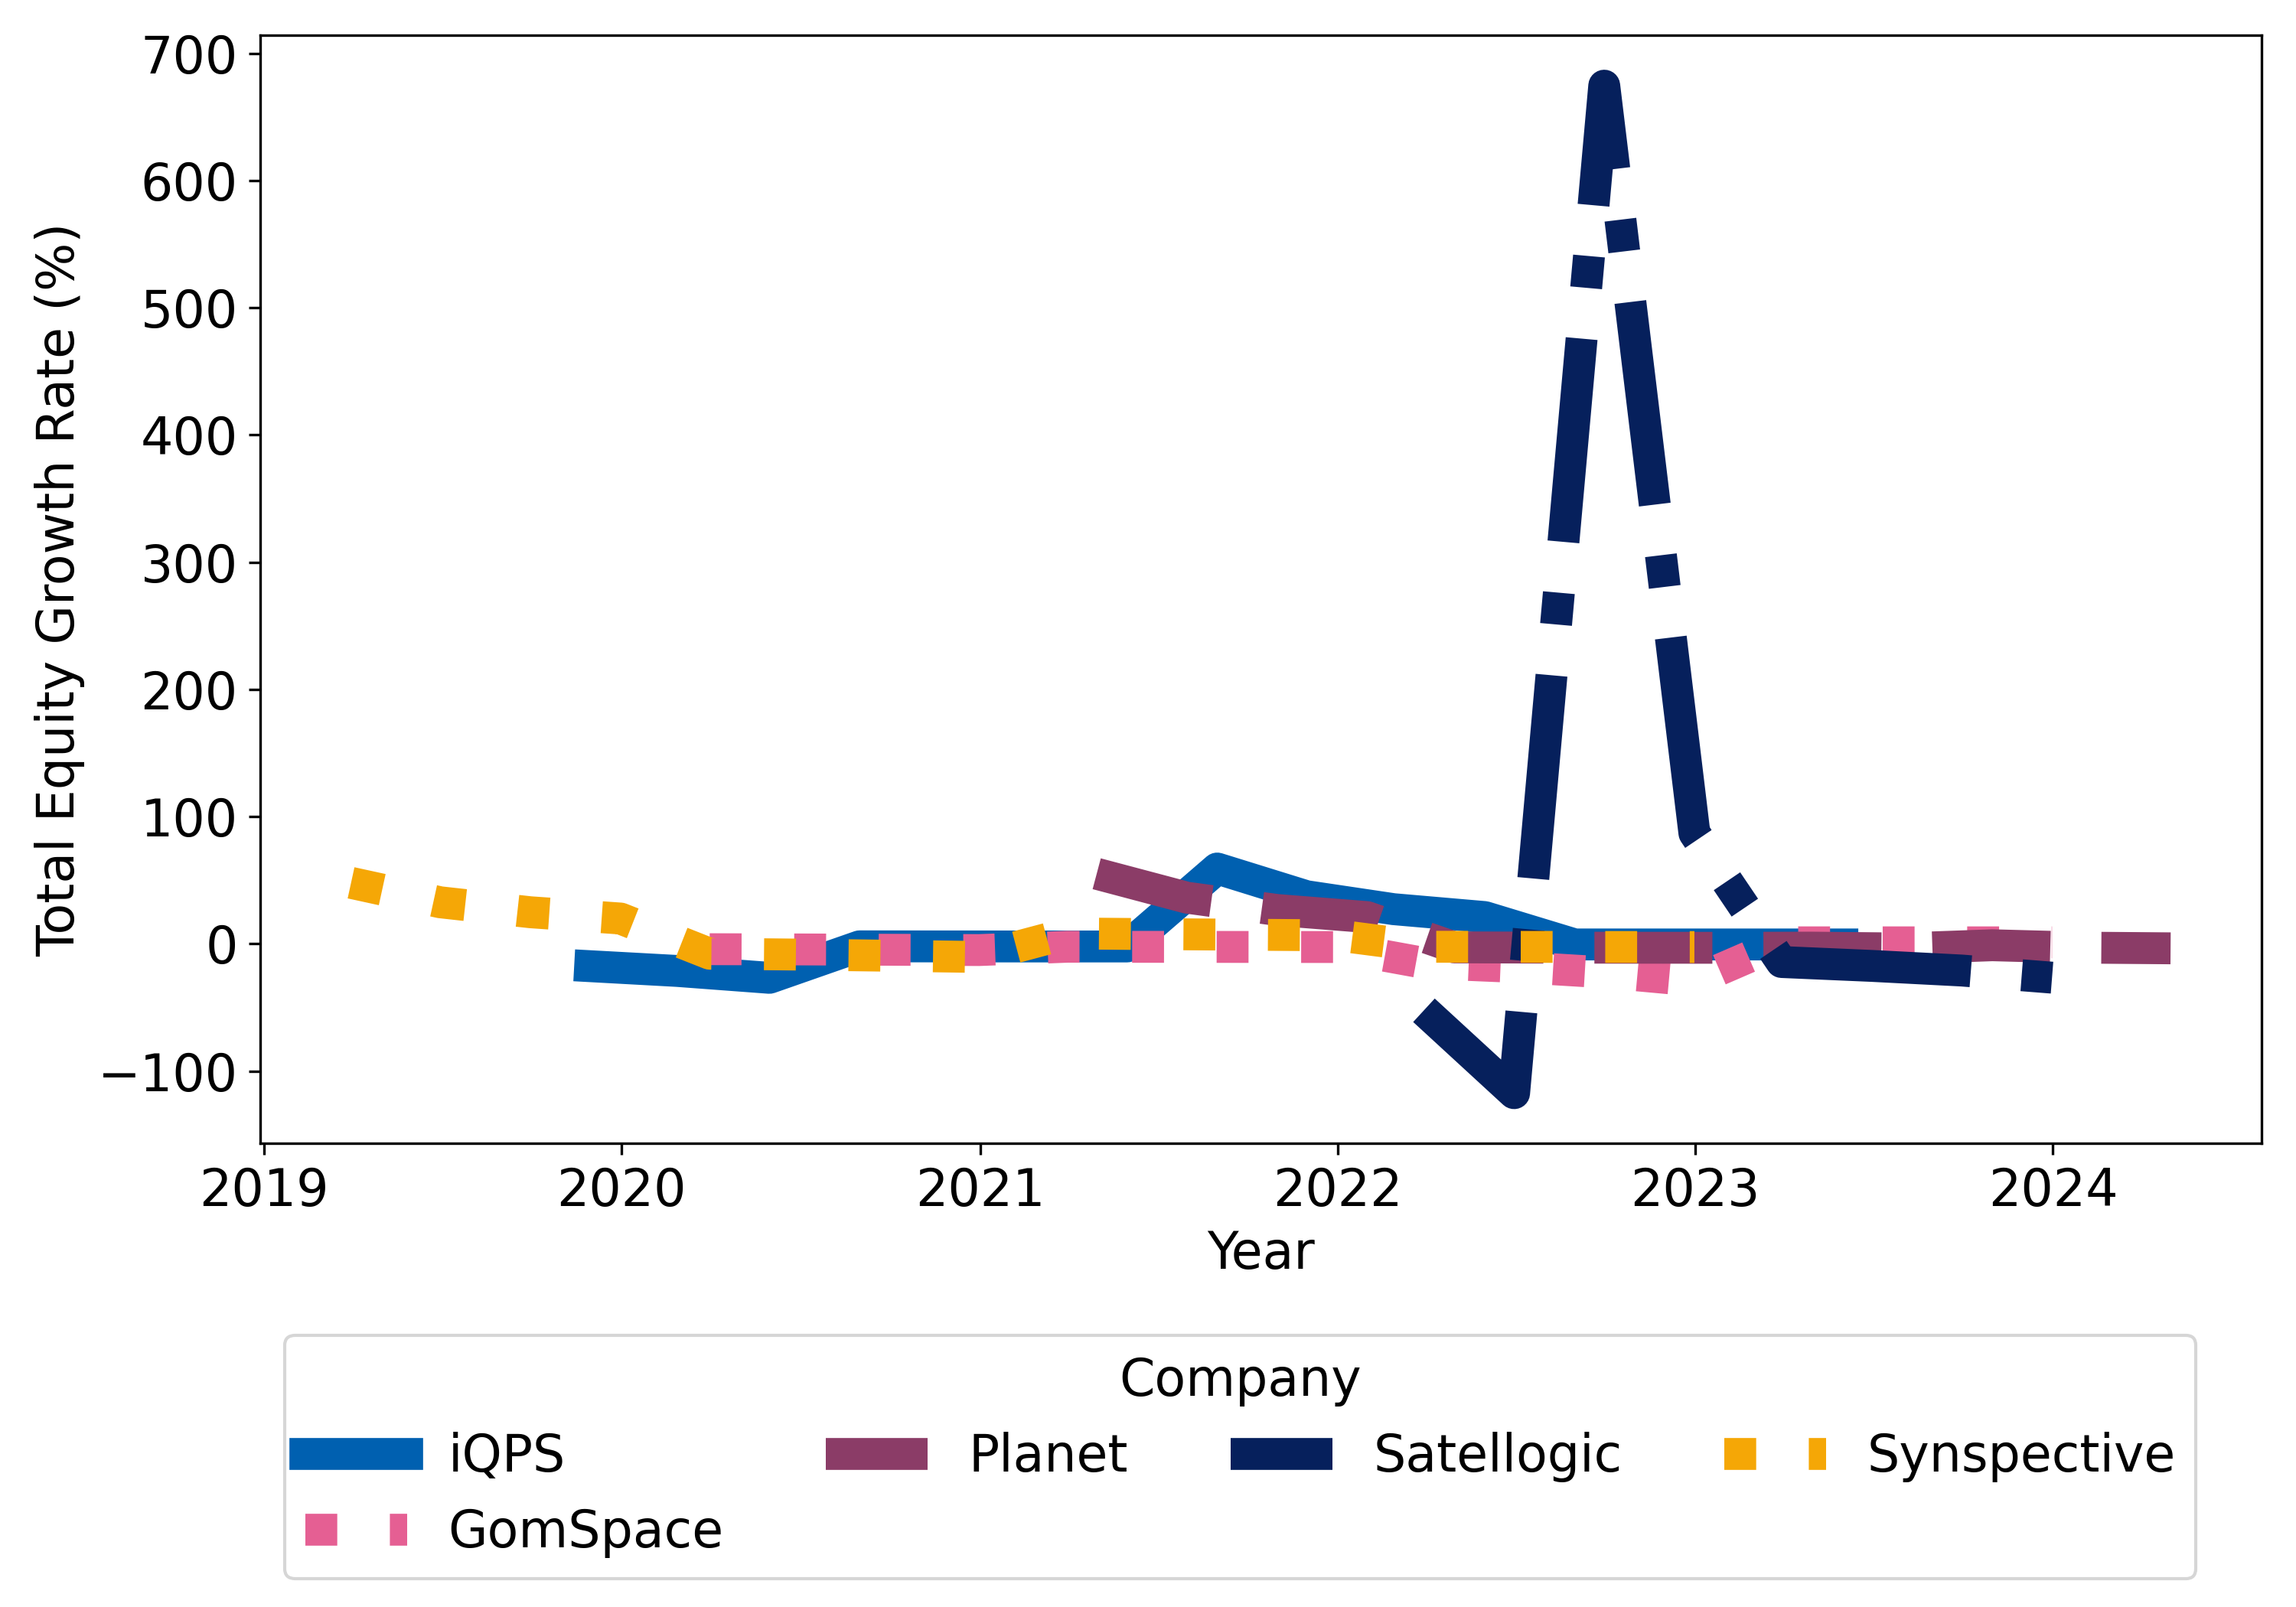 Total Equity Growth Rate (%)
700
600
500
400
300
200
100
0
−100
2019 2020 2021 2022 2023 2024
Year
Company
iQPS Planet Satellogic Synspective
GomSpace